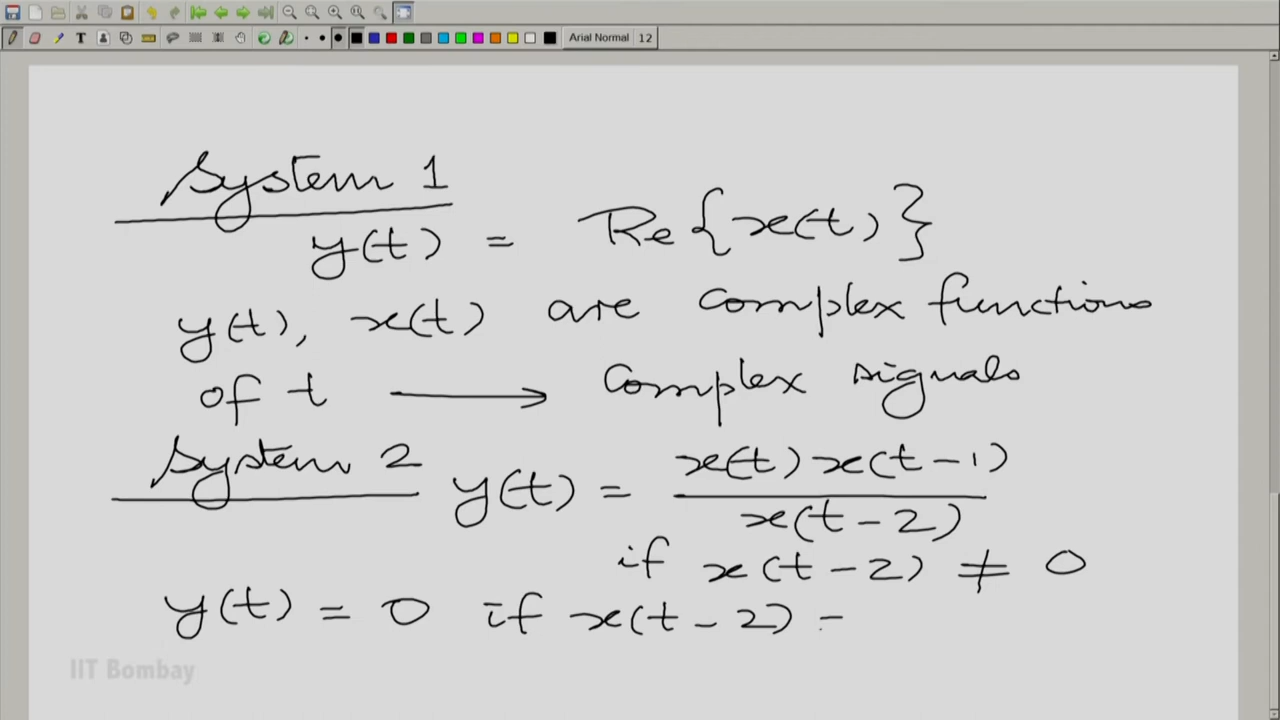 Arial Normal 12
System 1
y(t) = Re{x(t)}
y(t), x(t) are complex functions
of t ⟶ Complex signals
System 2 y(t) = x(t)x(t-1) / x(t-2)
if x(t-2) ≠ 0
y(t) = 0 if x(t-2) -
IIT Bombay